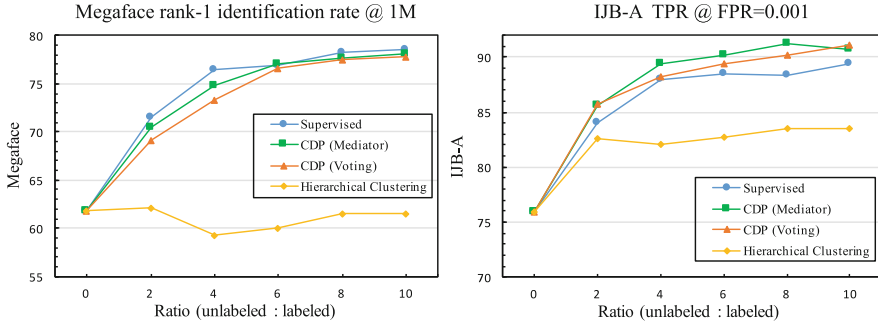 Megaface rank-1 identification rate @ 1M
80
75
70
65
60
55
Megaface
Supervised
CDP (Mediator)
CDP (Voting)
Hierarchical Clustering
0 2 4 6 8 10
Ratio (unlabeled : labeled)
IJB-A TPR @ FPR=0.001
90
85
80
75
70
IJB-A
Supervised
CDP (Mediator)
CDP (Voting)
Hierarchical Clustering
0 2 4 6 8 10
Ratio (unlabeled : labeled)